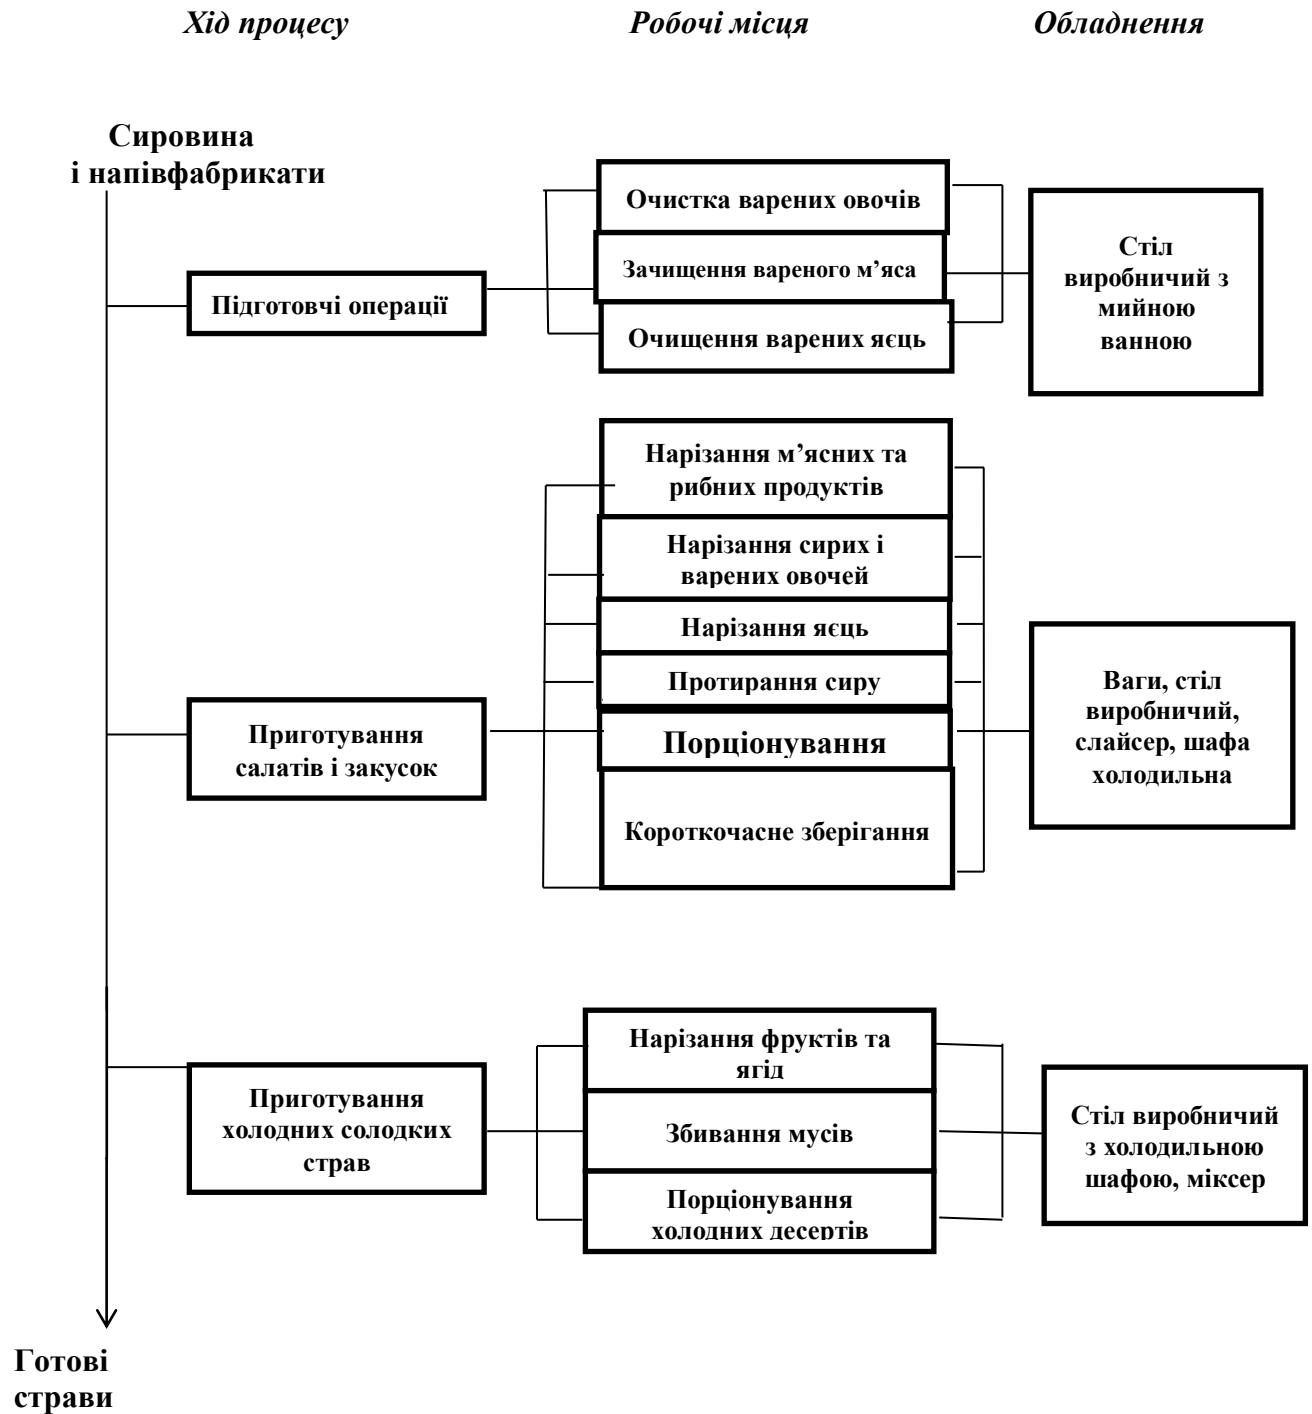 Хід процесу
Робочі місця
Обладнення
Сировина
і напівфабрикати
Підготовчі операції
Очистка варених овочів
Зачищення вареного м’яса
Очищення варених яєць
Стіл
виробничий з
мийною
ванною
Приготування
салатів і закусок
Нарізання м’ясних та
рибних продуктів
Нарізання сирих і
варених овочей
Нарізання яєць
Протирання сиру
Порціонування
Короткочасне зберігання
Ваги, стіл
виробничий,
слайсер, шафа
холодильна
Приготування
холодних солодких
страв
Нарізання фруктів та
ягід
Збивання мусів
Порціонування
холодних десертів
Стіл виробничий
з холодильною
шафою, міксер
Готові
страви